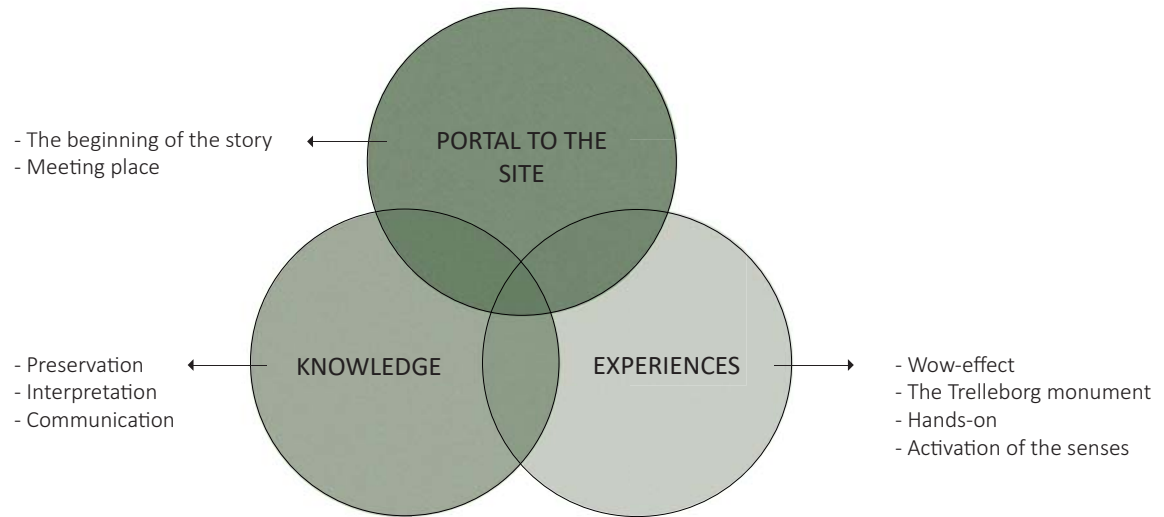 PORTAL TO THE
SITE
- The beginning of the story
- Meeting place
KNOWLEDGE
- Preservation
- Interpretation
- Communication
EXPERIENCES
- Wow-effect
- The Trelleborg monument
- Hands-on
- Activation of the senses